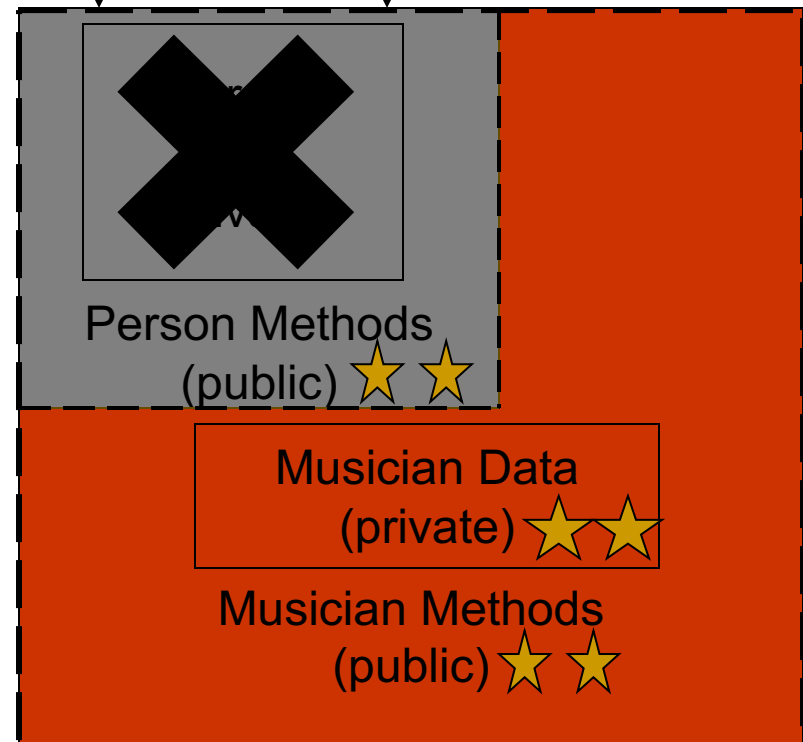 Person Methods
(public)
Musician Data
(private)
Musician Methods
(public)